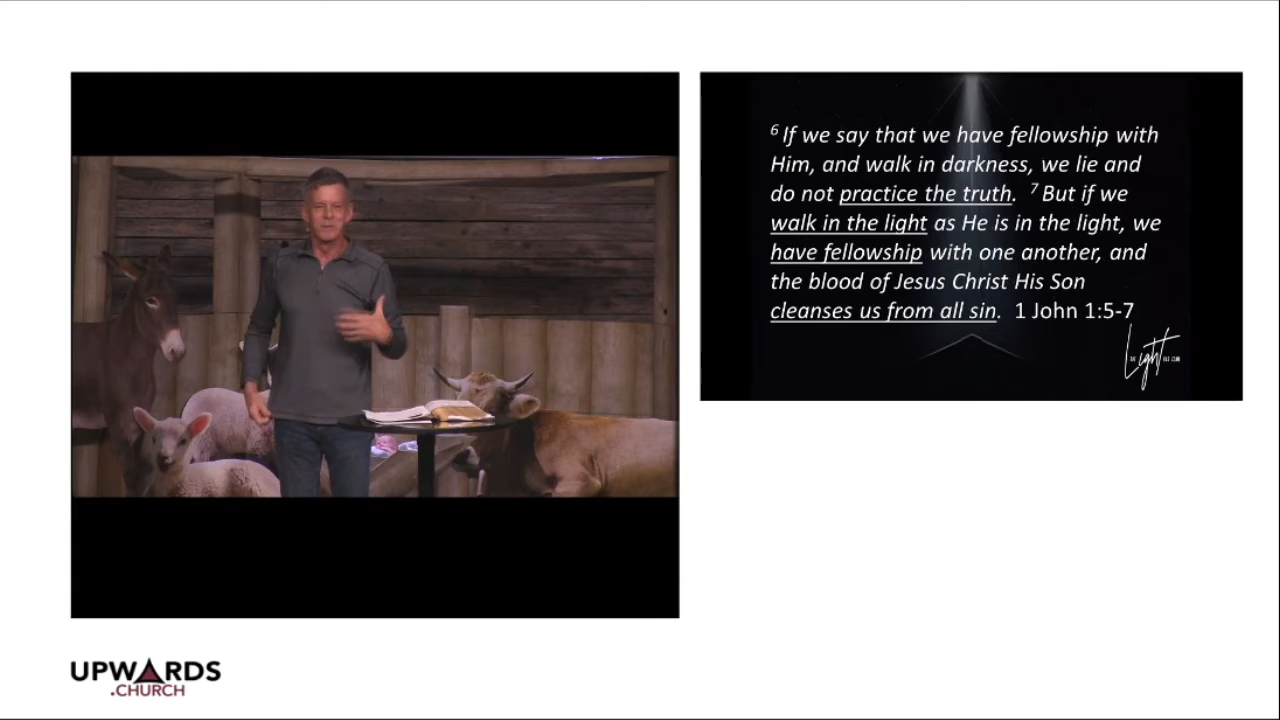 ⁶ If we say that we have fellowship with
Him, and walk in darkness, we lie and
do not practice the truth.  ⁷ But if we
walk in the light as He is in the light, we
have fellowship with one another, and
the blood of Jesus Christ His Son
cleanses us from all sin.  1 John 1:5-7
Light
UPWARDS
.CHURCH